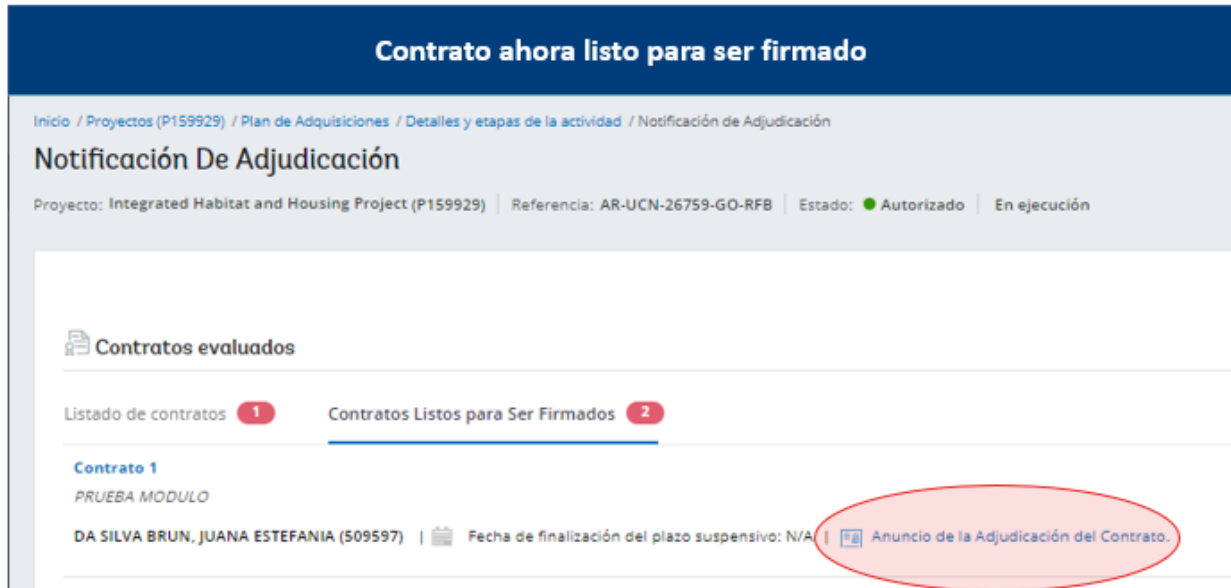 Contrato ahora listo para ser firmado
Inicio / Proyectos (P159929) / Plan de Adquisiciones / Detalles y etapas de la actividad / Notificación de Adjudicación
Notificación De Adjudicación
Proyecto: Integrated Habitat and Housing Project (P159929) | Referencia: AR-UCN-26759-GO-RFB | Estado: Autorizado | En ejecución
Contratos evaluados
Listado de contratos 1 Contratos Listos para Ser Firmados 2
Contrato 1
PRUEBA MODULO
DA SILVA BRUN, JUANA ESTEFANIA (509597) | Fecha de finalización del plazo suspensivo: N/A | Anuncio de la Adjudicación del Contrato.